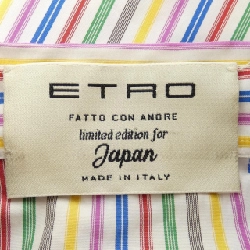 ETRO
FATTO CON AMORE
limited edition for
Japan
MADE IN ITALY